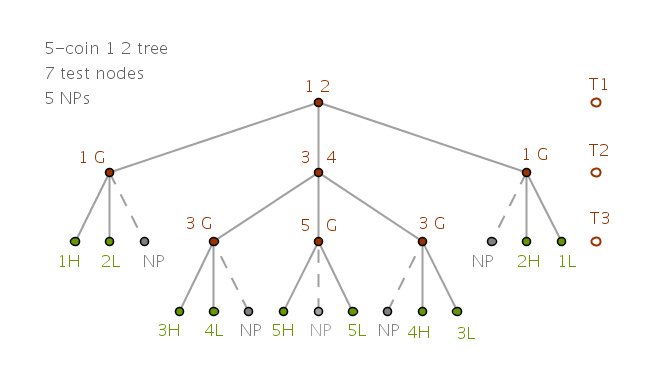 5-coin 1 2 tree
7 test nodes
5 NPs
1 2
T1
1 G
3 4
1 G
T2
3 G
5 G
3 G
T3
1H 2L NP
NP 2H 1L
3H 4L NP 5H NP 5L NP 4H 3L